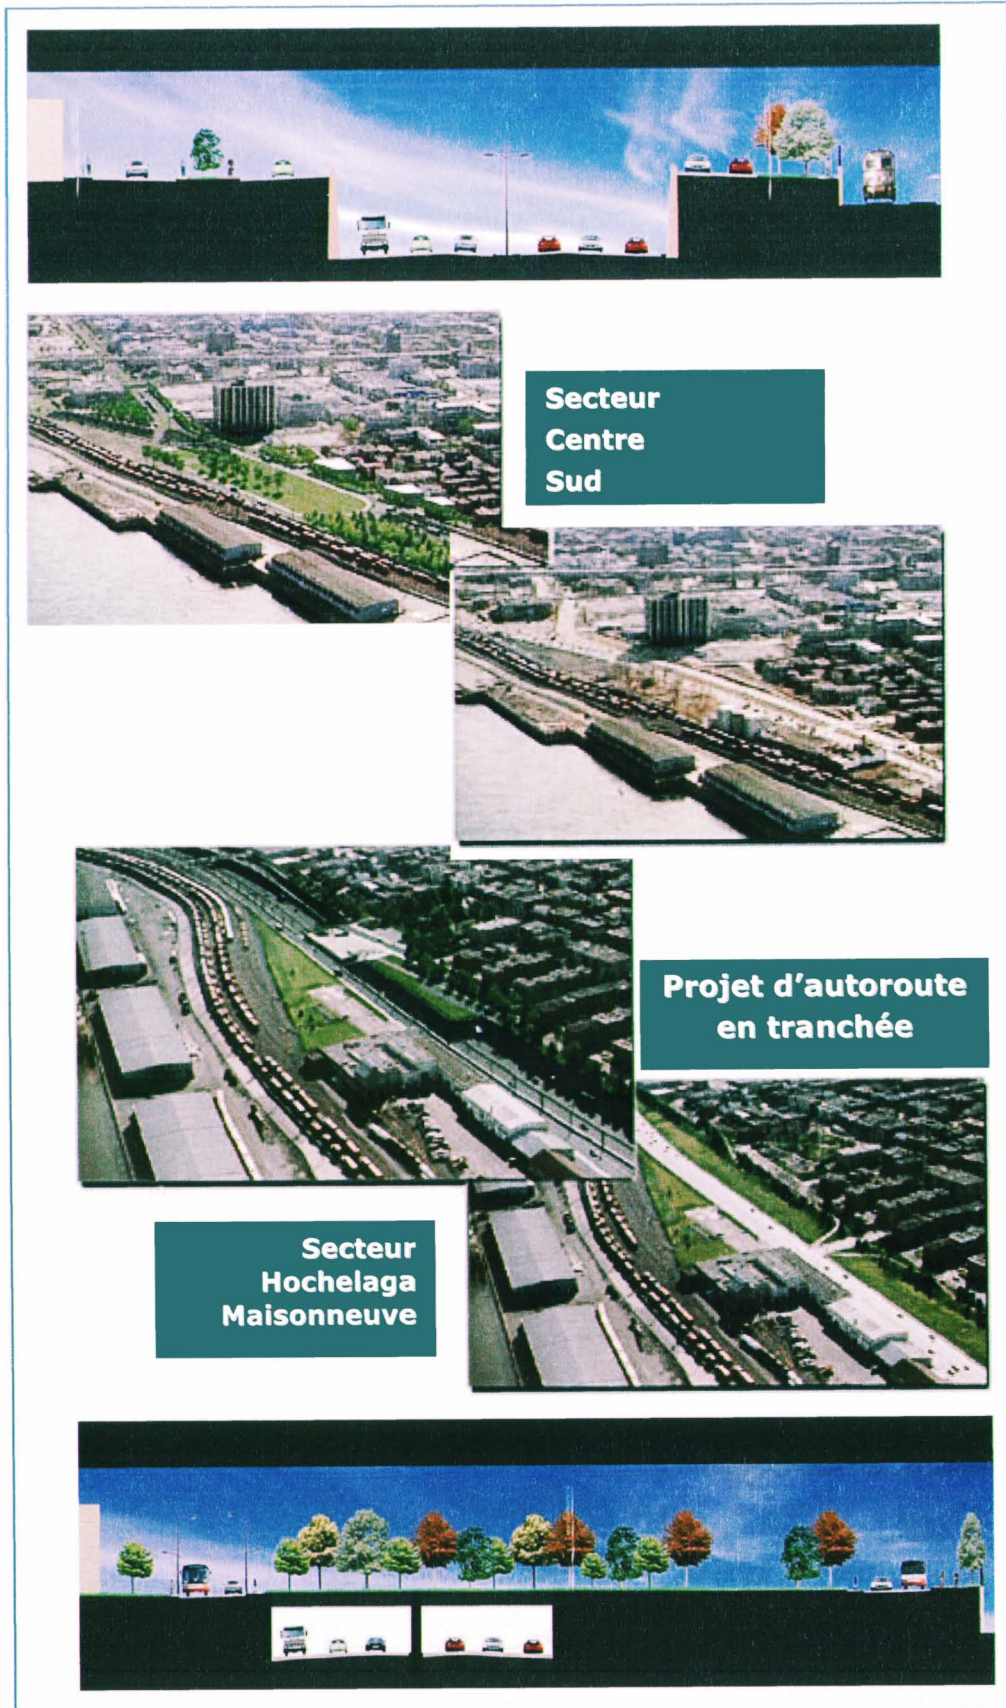 Secteur
Centre
Sud
Projet d'autoroute
en tranchée
Secteur
Hochelaga
Maisonneuve